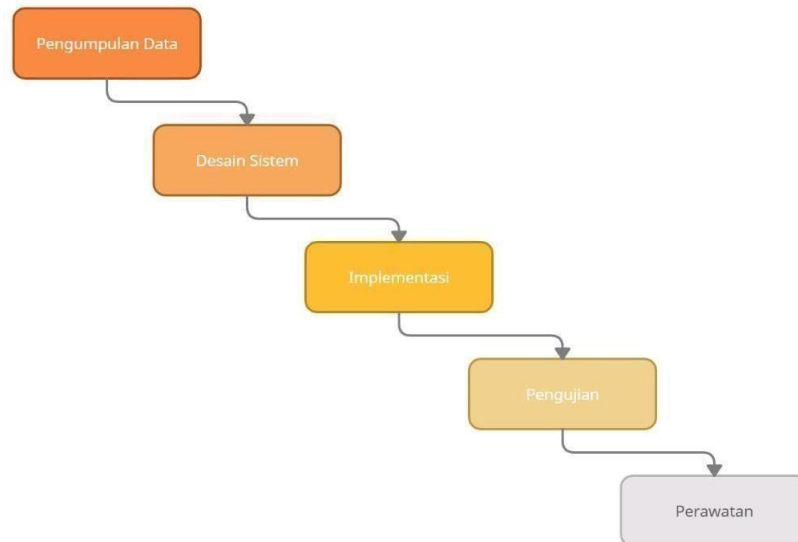 Pengumpulan Data
Desain Sistem
Implementasi
Pengujian
Perawatan